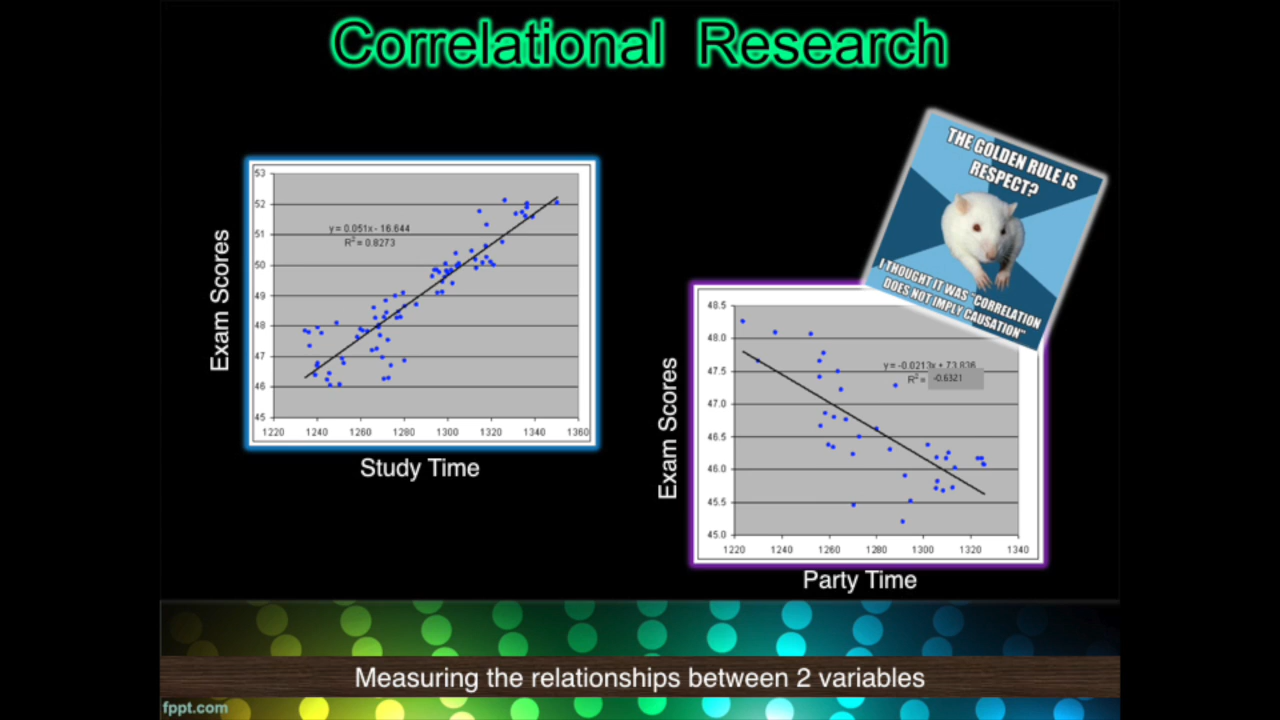 Correlational Research
THE GOLDEN RULE IS
RESPECT?
I THOUGHT IT WAS "CORRELATION
DOES NOT IMPLY CAUSATION"
Exam Scores
53
52
51
50
49
48
47
46
45
y = 0.051x - 16.644
R² = 0.8273
1220 1240 1260 1280 1300 1320 1340 1360
Study Time
Exam Scores
48.5
48.0
47.5
47.0
46.5
46.0
45.5
45.0
y = -0.0213x + 73.836
R² = -0.6321
1220 1240 1260 1280 1300 1320 1340
Party Time
Measuring the relationships between 2 variables
fppt.com